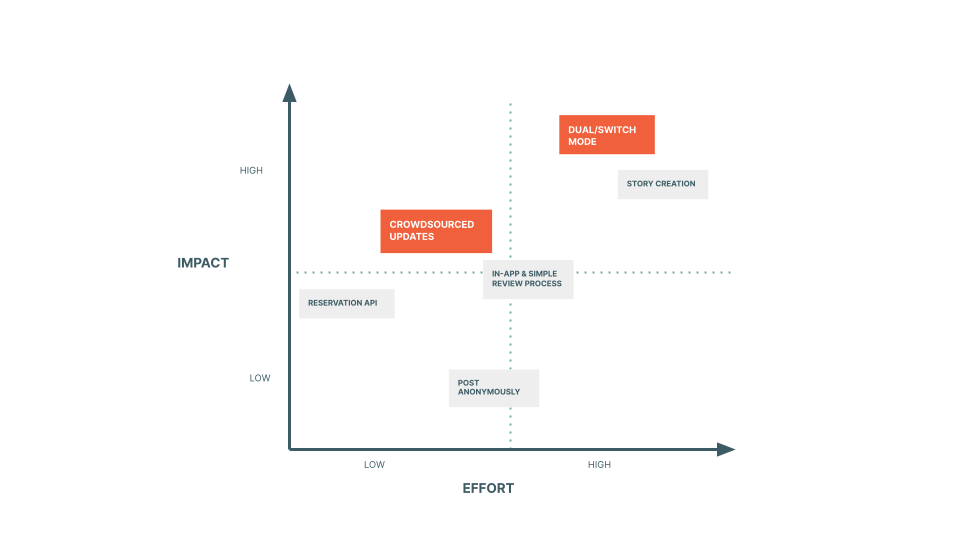 DUAL/SWITCH
MODE
HIGH
STORY CREATION
CROWDSOURCED
UPDATES
IMPACT
IN-APP & SIMPLE
REVIEW PROCESS
RESERVATION API
LOW
POST
ANONYMOUSLY
LOW
HIGH
EFFORT